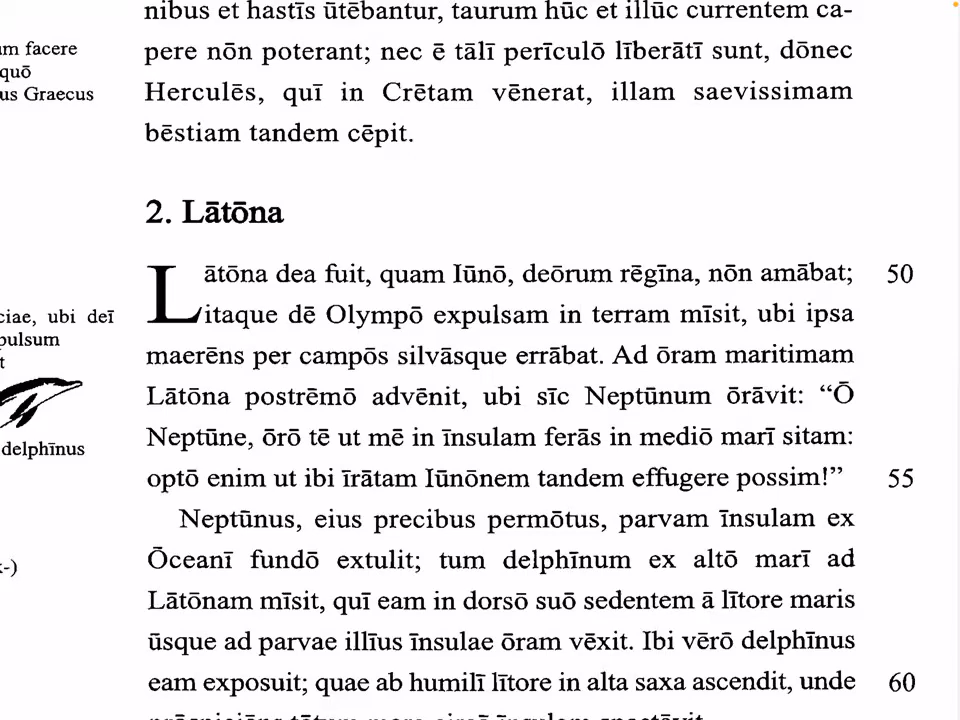 nibus et hastīs ūtēbantur, taurum hūc et illūc currentem ca-
pere nōn poterant; nec ē tālī perīculō līberātī sunt, dōnec
Herculēs, quī in Crētam vēnerat, illam saevissimam
bēstiam tandem cēpit.
um facere
quō
us Graecus
2. Lātōna
Lātōna dea fuit, quam Iūnō, deōrum rēgīna, nōn amābat; 50
itaque dē Olympō expulsam in terram mīsit, ubi ipsa
maerēns per campōs silvāsque errābat. Ad ōram maritimam
Lātōna postrēmō advēnit, ubi sīc Neptūnum ōrāvit: “Ō
Neptūne, ōrō tē ut mē in īnsulam ferās in mediō marī sitam:
optō enim ut ibi īrātam Iūnōnem tandem effugere possim!” 55
Neptūnus, eius precibus permōtus, parvam īnsulam ex
Ōceanī fundō extulit; tum delphīnum ex altō marī ad
Lātōnam mīsit, quī eam in dorsō suō sedentem ā lītore maris
ūsque ad parvae illīus īnsulae ōram vēxit. Ibi vērō delphīnus
eam exposuit; quae ab humilī lītore in alta saxa ascendit, unde 60
ciae, ubi deī
pulsum
t
delphīnus
x-)